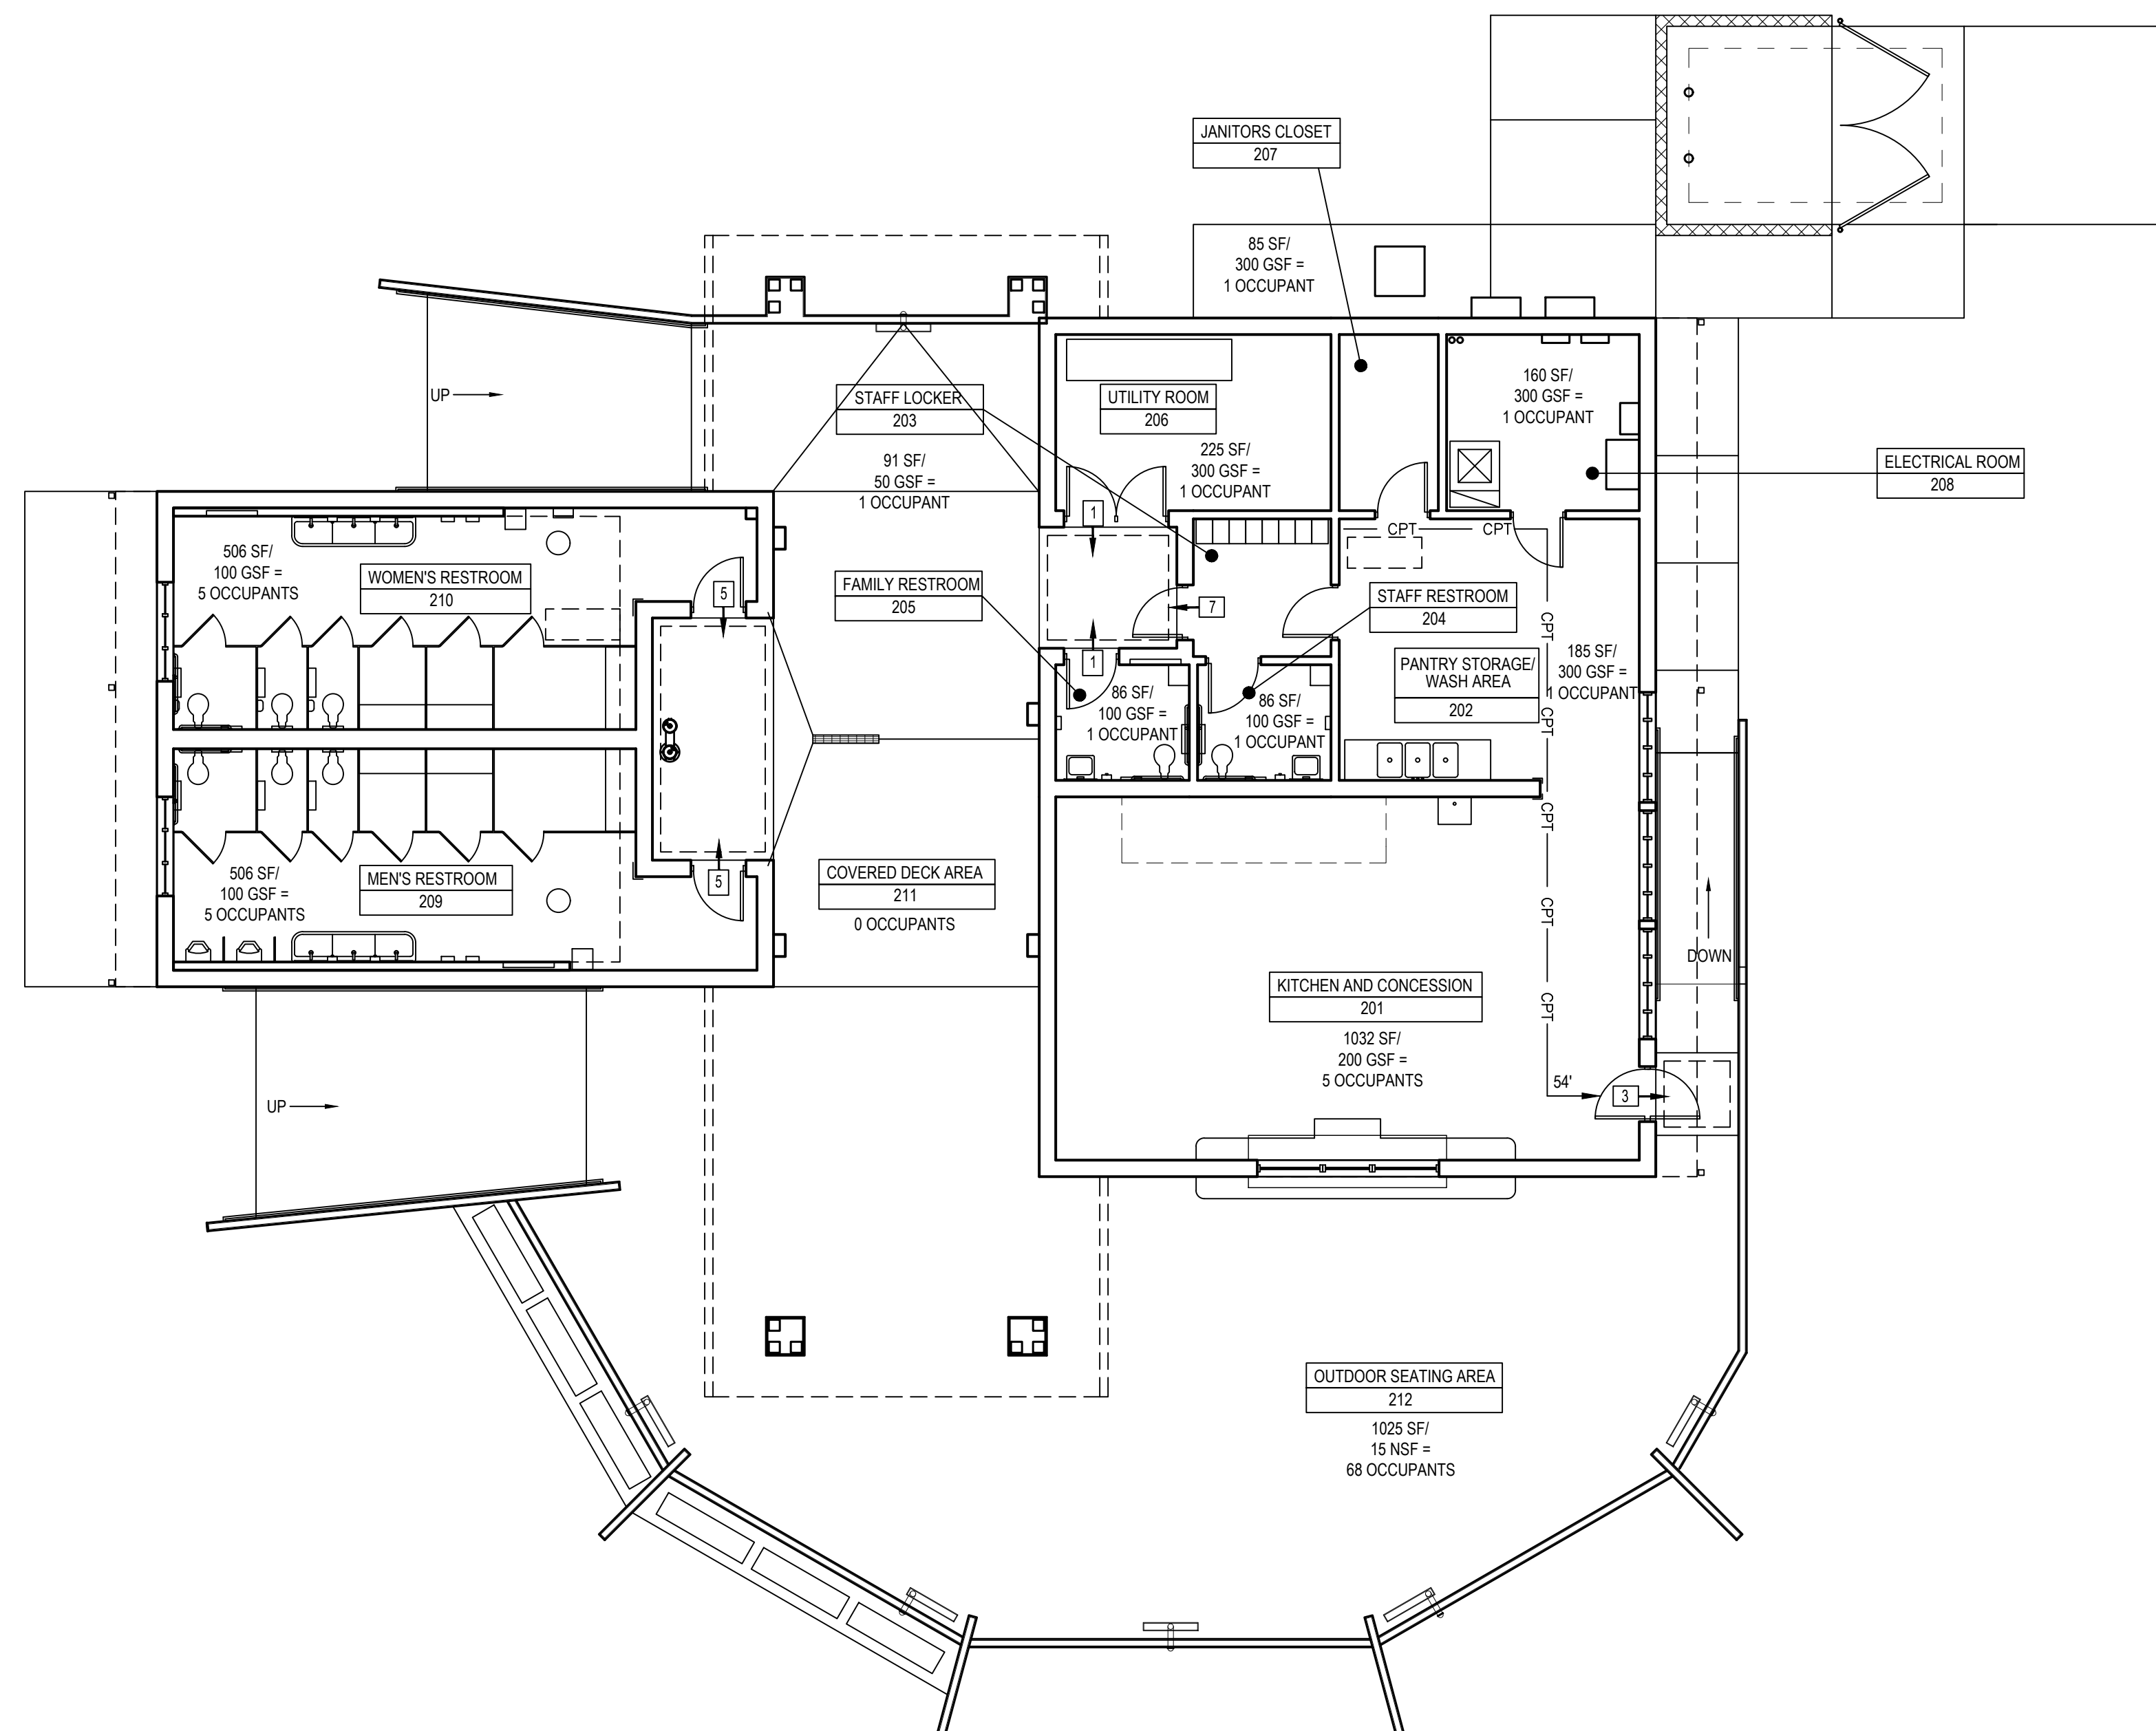 JANITORS CLOSET
207
85 SF/
300 GSF =
1 OCCUPANT
UP
STAFF LOCKER
203
91 SF/
50 GSF =
1 OCCUPANT
UTILITY ROOM
206
225 SF/
300 GSF =
1 OCCUPANT
160 SF/
300 GSF =
1 OCCUPANT
ELECTRICAL ROOM
208
506 SF/
100 GSF =
5 OCCUPANTS
WOMEN'S RESTROOM
210
5
FAMILY RESTROOM
205
1
7
1
CPT
CPT
STAFF RESTROOM
204
CPT
PANTRY STORAGE/
WASH AREA
202
185 SF/
300 GSF =
1 OCCUPANT
86 SF/
100 GSF =
1 OCCUPANT
86 SF/
100 GSF =
1 OCCUPANT
CPT
CPT
506 SF/
100 GSF =
5 OCCUPANTS
MEN'S RESTROOM
209
5
COVERED DECK AREA
211
0 OCCUPANTS
CPT
CPT
DOWN
KITCHEN AND CONCESSION
201
1032 SF/
200 GSF =
5 OCCUPANTS
54'
3
UP
OUTDOOR SEATING AREA
212
1025 SF/
15 NSF =
68 OCCUPANTS